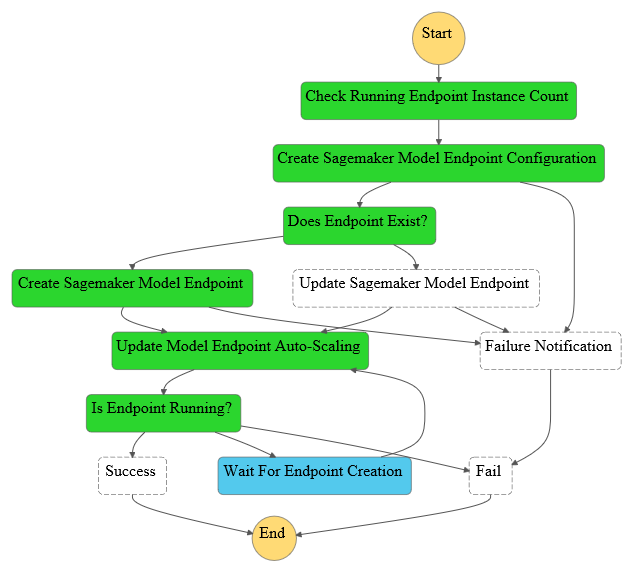 Start
Check Running Endpoint Instance Count
Create Sagemaker Model Endpoint Configuration
Does Endpoint Exist?
Create Sagemaker Model Endpoint
Update Sagemaker Model Endpoint
Update Model Endpoint Auto-Scaling
Failure Notification
Is Endpoint Running?
Success
Wait For Endpoint Creation
Fail
End